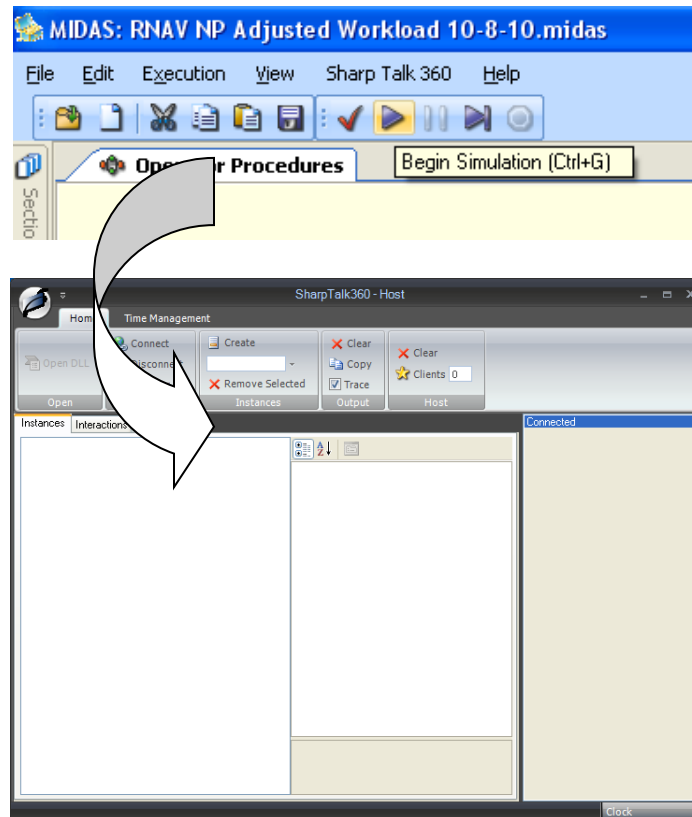 MIDAS: RNAV NP Adjusted Workload 10-8-10.midas
File Edit Execution View Sharp Talk 360 Help
Begin Simulation (Ctrl+G)
Procedures
Sectio
SharpTalk360 - Host
Time Management
Open DLL
Connect
Create
Remove Selected
Clear
Copy
Trace
Clear
Clients 0
Open
Instances
Output
Host
Instances
Interactions
Connected
Clock